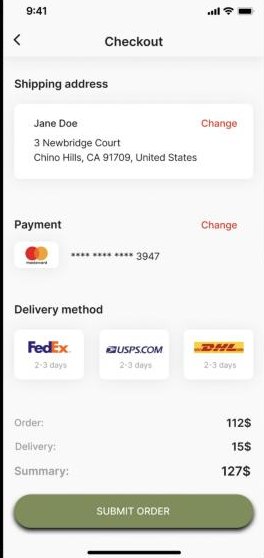 9:41
Checkout
Shipping address
Jane Doe Change
3 Newbridge Court
Chino Hills, CA 91709, United States
Payment Change
mastercard **** **** **** 3947
Delivery method
FedEx USPS.COM DHL
2-3 days 2-3 days 2-3 days
Order: 112$
Delivery: 15$
Summary: 127$
SUBMIT ORDER